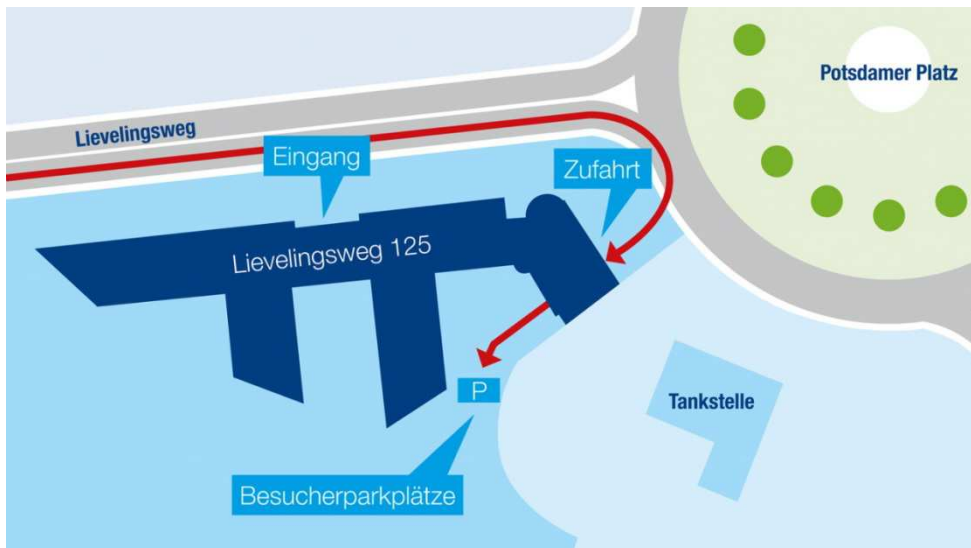 Potsdamer Platz
Lievelingsweg
Eingang
Zufahrt
Lievelingsweg 125
P
Tankstelle
Besucherparkplätze